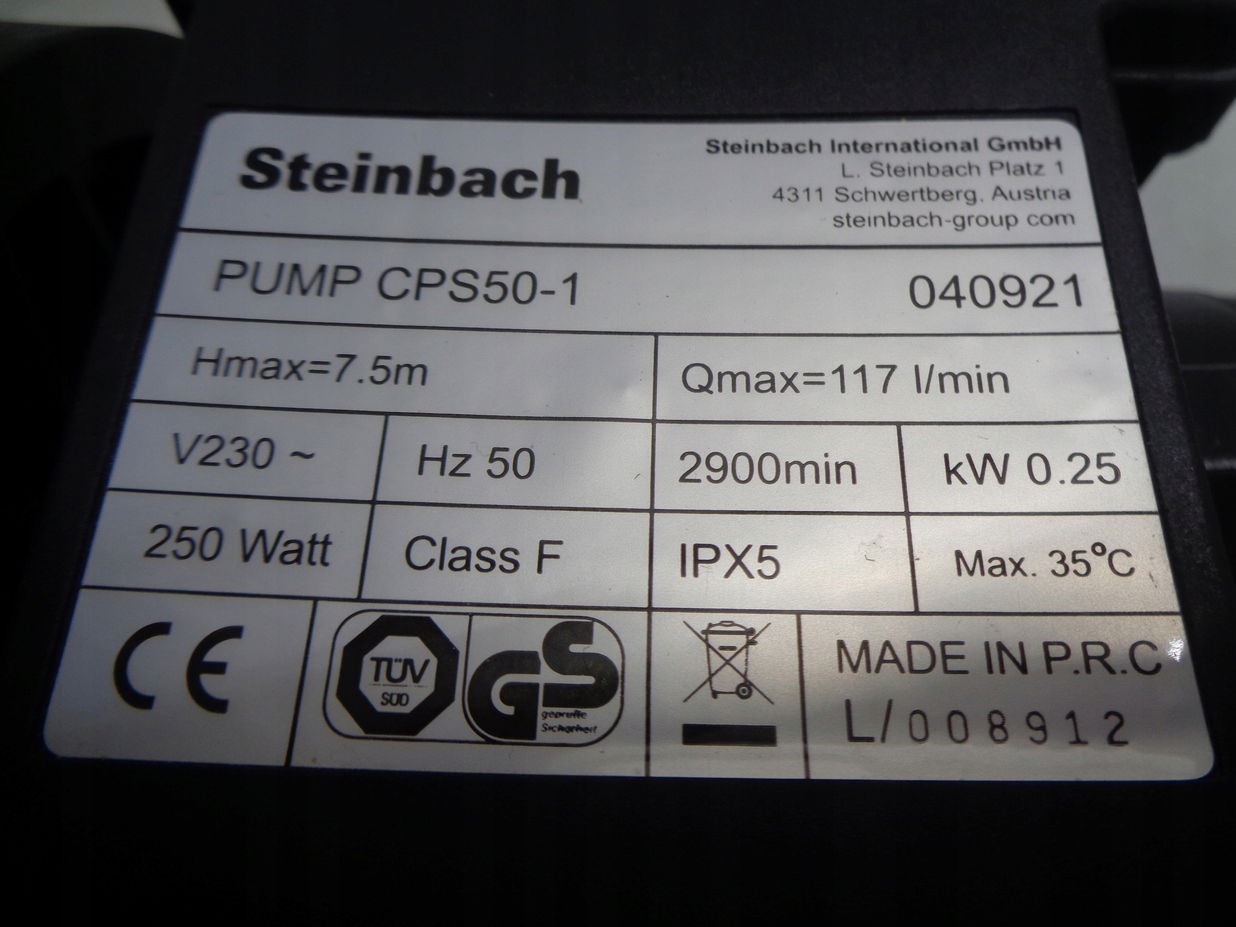 Steinbach
Steinbach International GmbH
L. Steinbach Platz 1
4311 Schwertberg, Austria
steinbach-group com
PUMP CPS50-1 040921
Hmax=7.5m Qmax=117 l/min
V230 ~ Hz 50 2900min kW 0.25
250 Watt Class F IPX5 Max. 35°C
CE
TÜV
SÜD
GS
geprüfte
Sicherheit
MADE IN P.R.C
L/008912